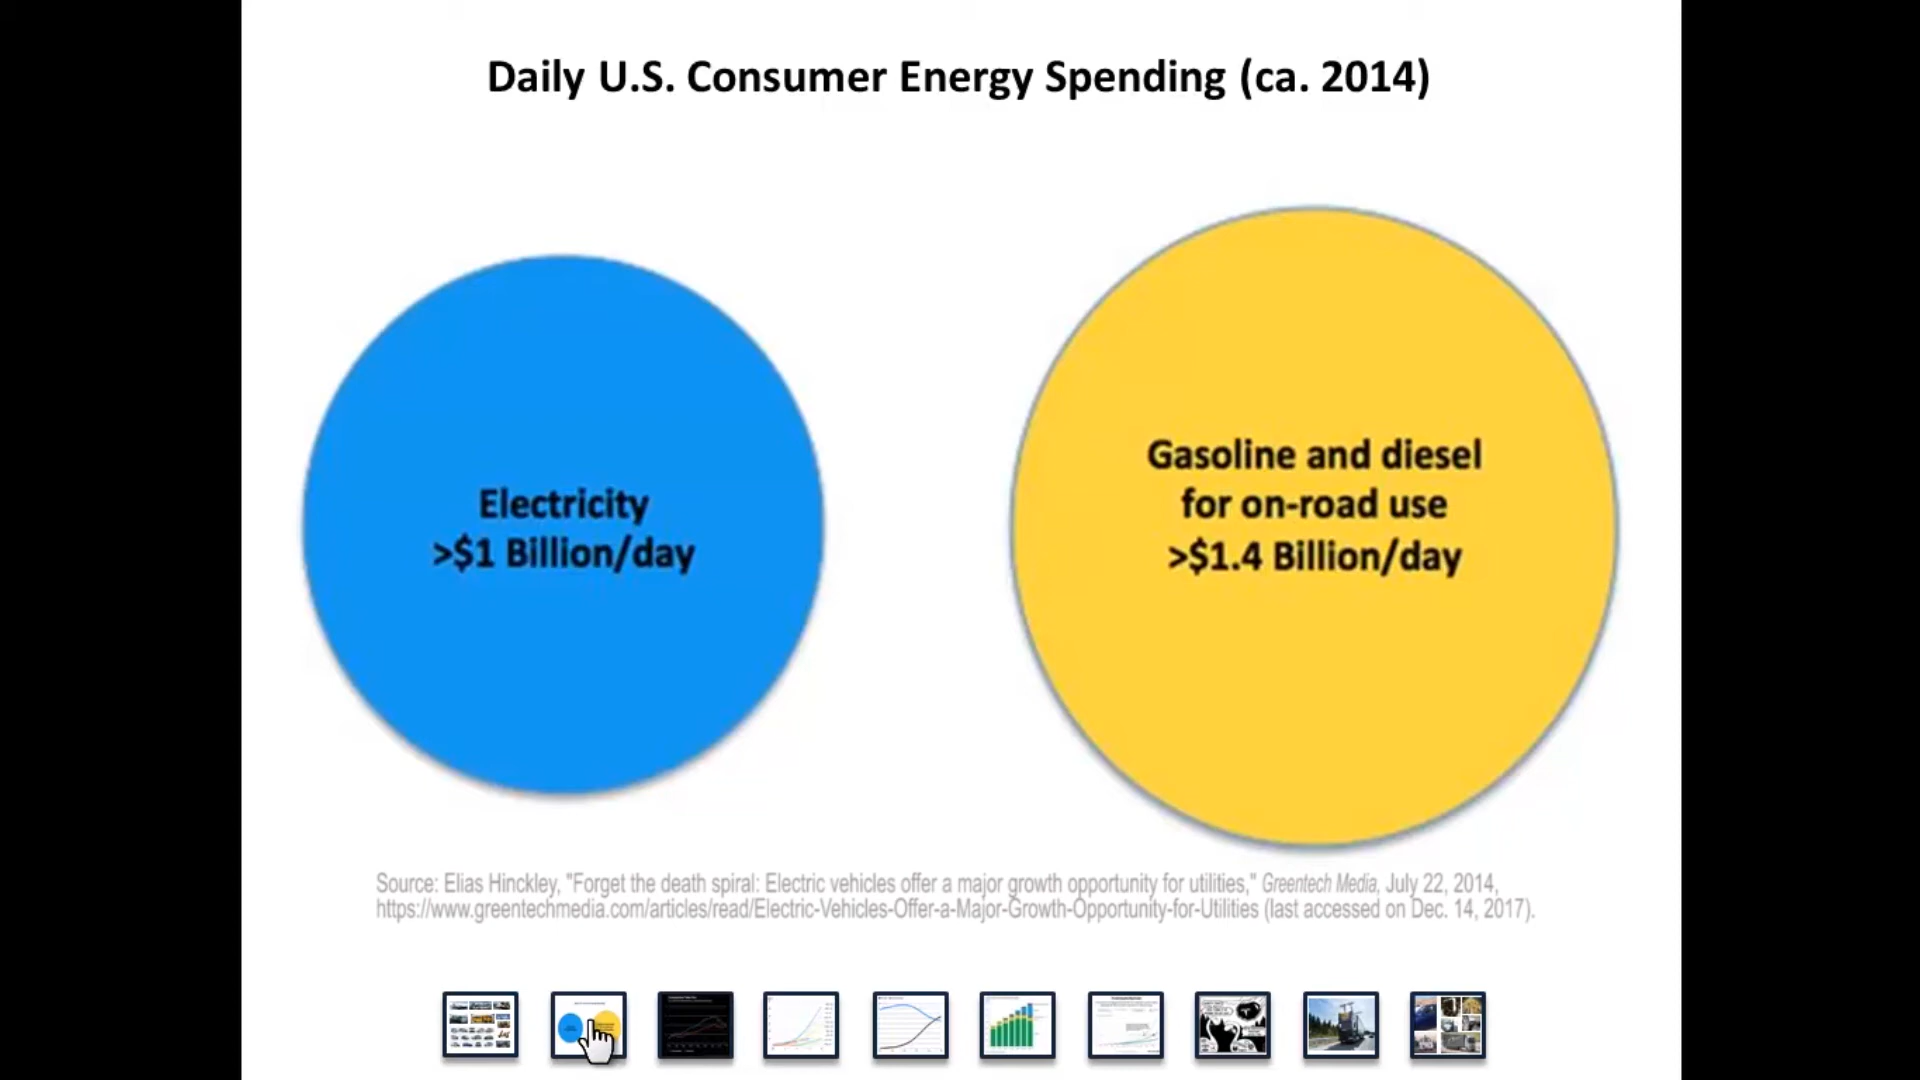 Daily U.S. Consumer Energy Spending (ca. 2014)
Electricity
>$1 Billion/day
Gasoline and diesel
for on-road use
>$1.4 Billion/day
Source: Elias Hinckley, "Forget the death spiral: Electric vehicles offer a major growth opportunity for utilities," Greentech Media, July 22, 2014,
https://www.greentechmedia.com/articles/read/Electric-Vehicles-Offer-a-Major-Growth-Opportunity-for-Utilities (last accessed on Dec. 14, 2017).